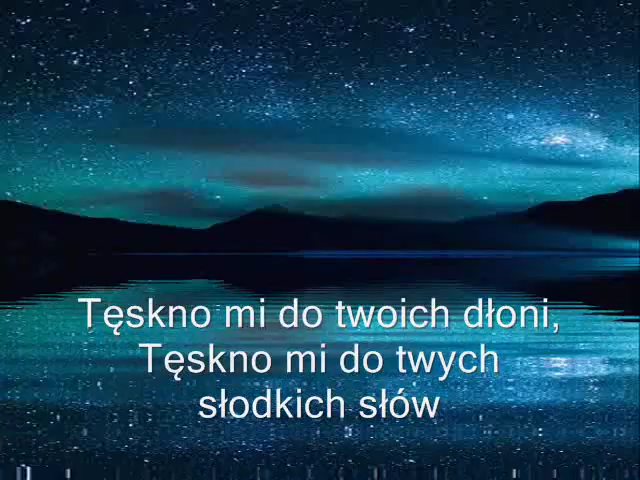 Tęskno mi do twoich dłoni,
Tęskno mi do twych
słodkich słów